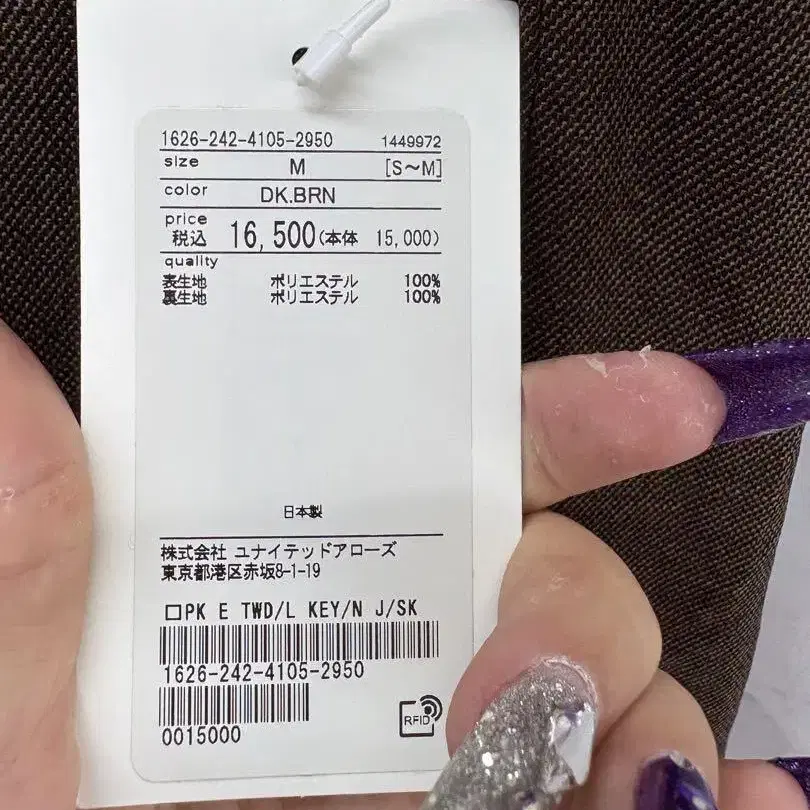 1626-242-4105-2950 1449972
size M [S～M]
color DK.BRN
price
税込 16,500(本体 15,000)
quality
表生地 ポリエステル 100%
裏生地 ポリエステル 100%
日本製
株式会社 ユナイテッドアローズ
東京都港区赤坂8-1-19
□PK E TWD/L KEY/N J/SK
1626-242-4105-2950
0015000
RFID